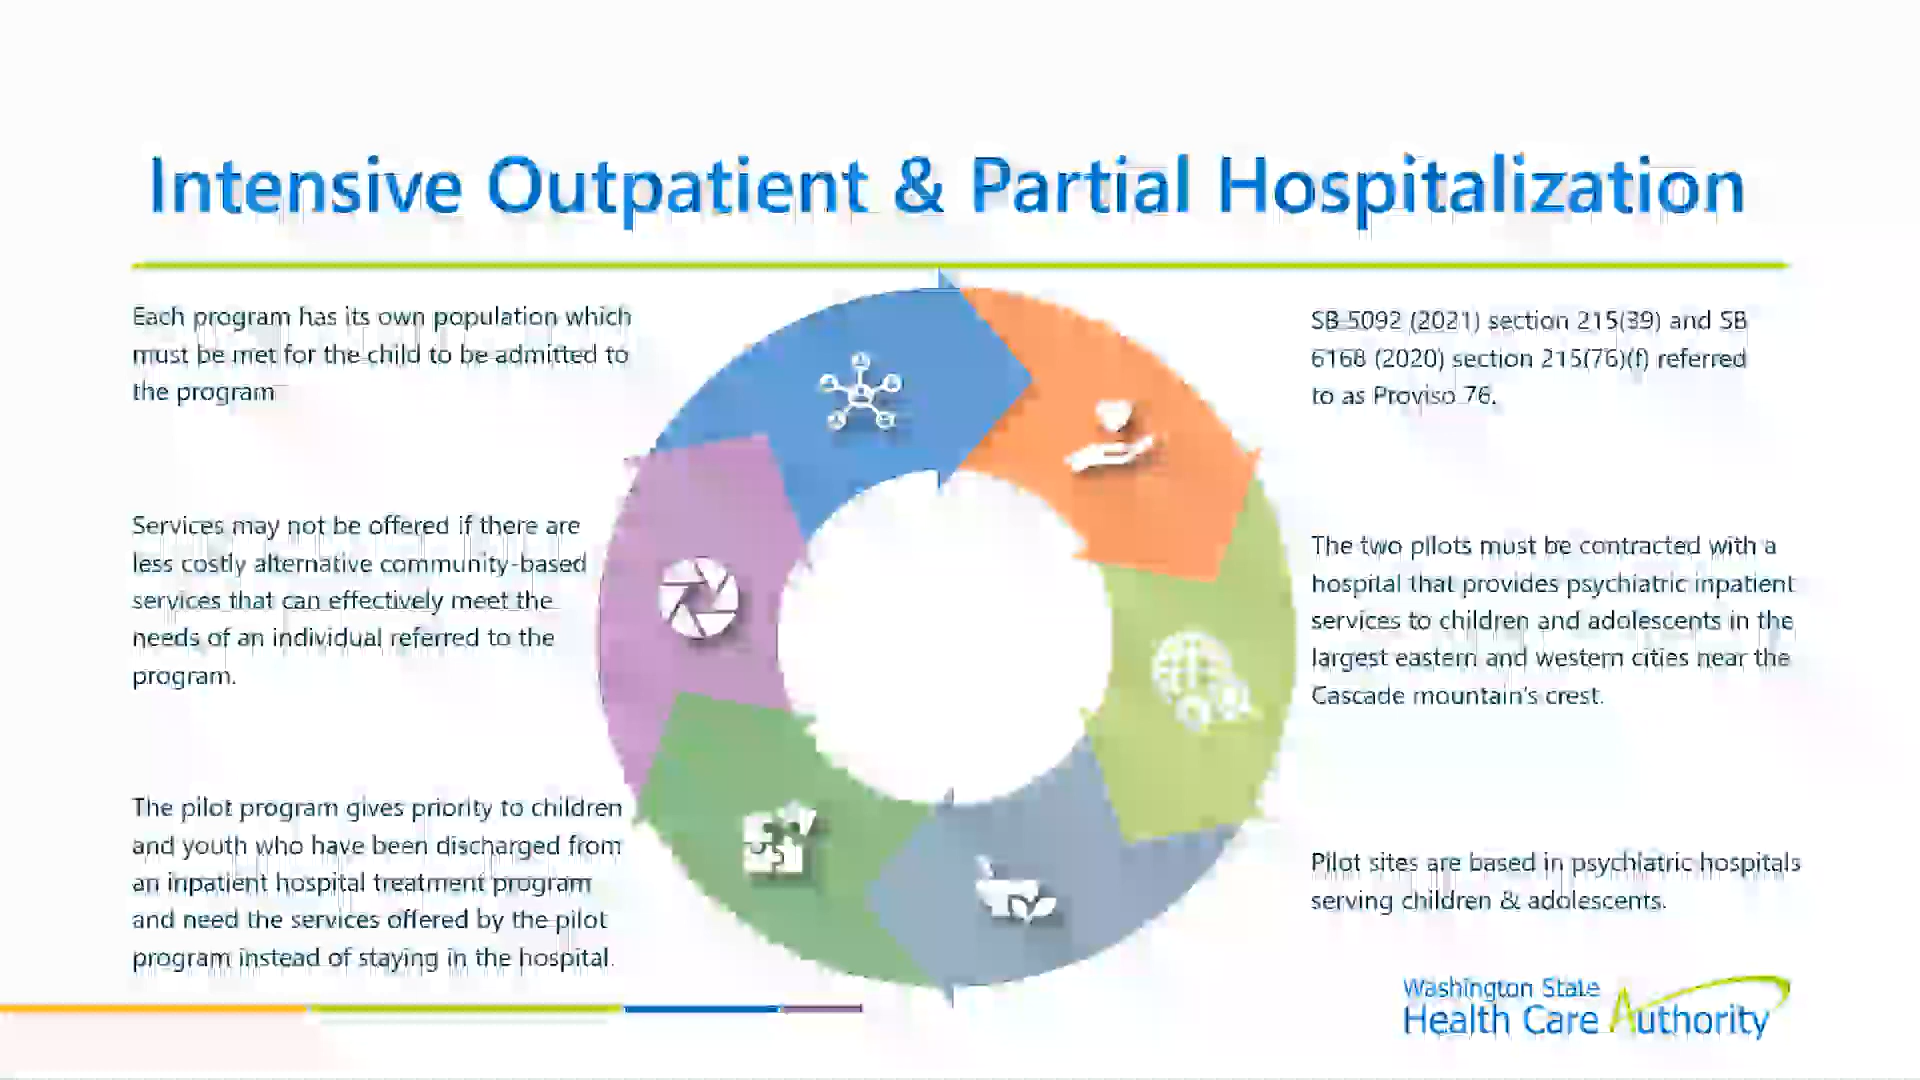 Intensive Outpatient & Partial Hospitalization
Each program has its own population which
must be met for the child to be admitted to
the program
Services may not be offered if there are
less costly alternative community-based
services that can effectively meet the
needs of an individual referred to the
program.
The pilot program gives priority to children
and youth who have been discharged from
an inpatient hospital treatment program
and need the services offered by the pilot
program instead of staying in the hospital.
SB 5092 (2021) section 215(39) and SB
6168 (2020) section 215(76)(f) referred
to as Proviso 76.
The two pilots must be contracted with a
hospital that provides psychiatric inpatient
services to children and adolescents in the
largest eastern and western cities near the
Cascade mountain's crest.
Pilot sites are based in psychiatric hospitals
serving children & adolescents.
Washington State
Health Care Authority